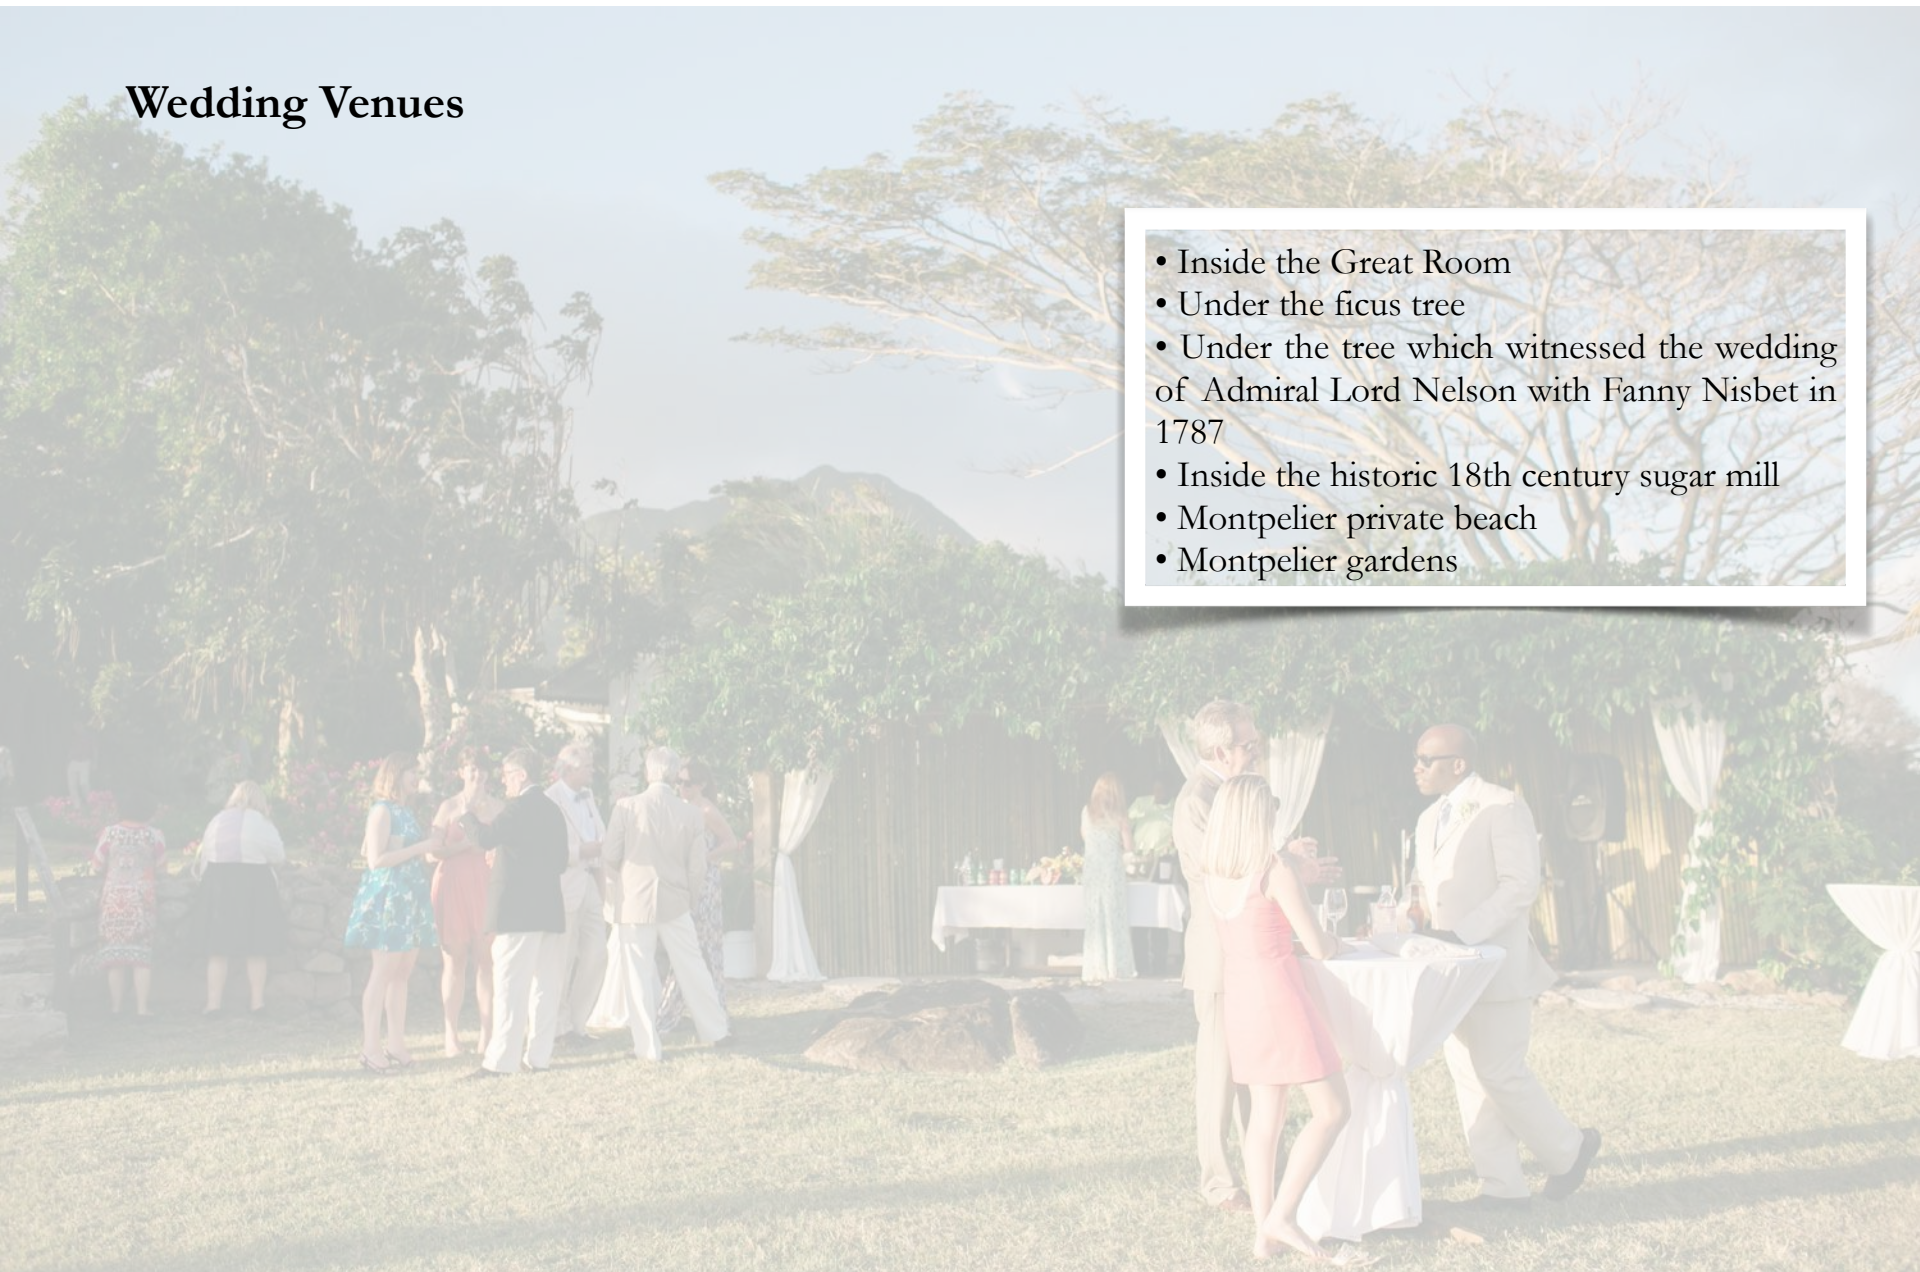 Wedding Venues
• Inside the Great Room
• Under the ficus tree
• Under the tree which witnessed the wedding
of Admiral Lord Nelson with Fanny Nisbet in
1787
• Inside the historic 18th century sugar mill
• Montpelier private beach
• Montpelier gardens